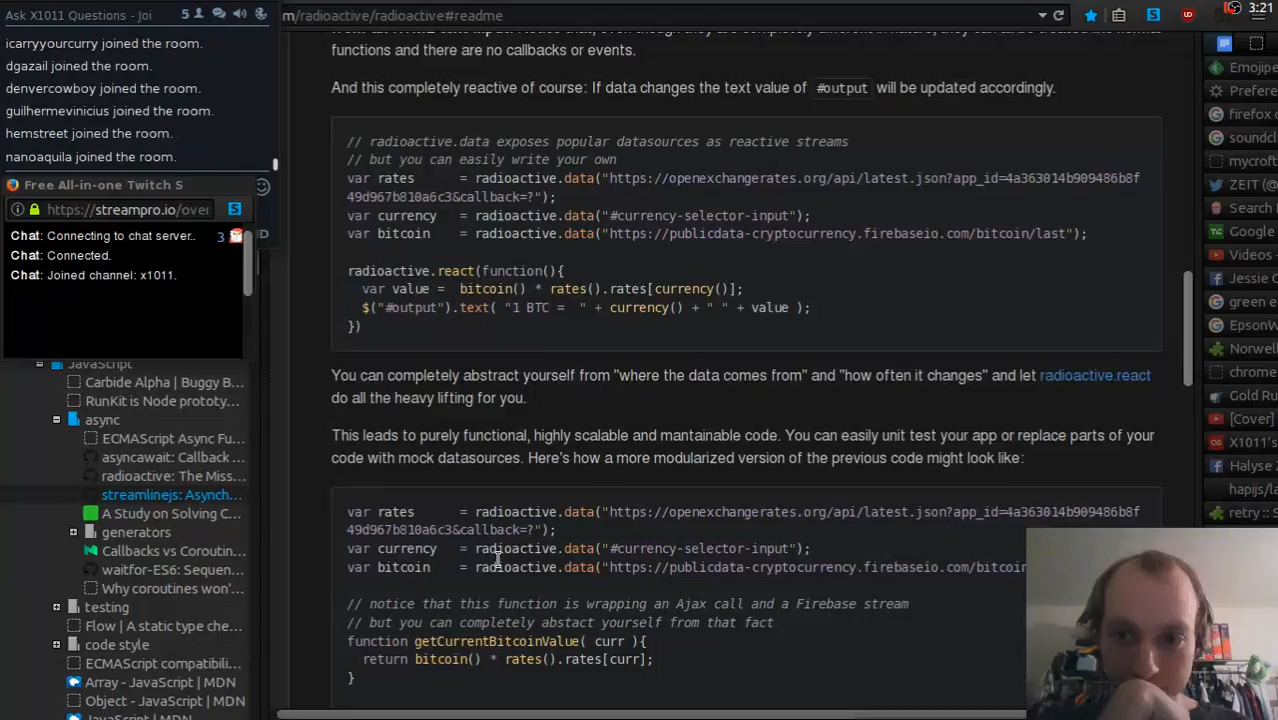 Ask X1011 Questions - Joi
5
icarryyourcurry joined the room.
dgazail joined the room.
denvercowboy joined the room.
guilhermevinicius joined the room.
hemstreet joined the room.
nanoaquila joined the room.
Free All-in-one Twitch S
https://streampro.io/over
Chat: Connecting to chat server..
3
Chat: Connected.
Chat: Joined channel: x1011.
JavaScript
Carbide Alpha | Buggy B...
RunKit is Node prototy...
async
ECMAScript Async Fu...
asyncawait: Callback ...
radioactive: The Miss...
streamlinejs: Asynch...
A Study on Solving C...
generators
Callbacks vs Coroutin...
waitfor-ES6: Sequen...
Why coroutines won'...
testing
Flow | A static type che...
code style
ECMAScript compatibili...
Array - JavaScript | MDN
Object - JavaScript | MDN
JavaScript | MDN
m/radioactive/radioactive#readme
3:21
functions and there are no callbacks or events.
And this completely reactive of course: If data changes the text value of #output will be updated accordingly.
// radioactive.data exposes popular datasources as reactive streams
// but you can easily write your own
var rates = radioactive.data("https://openexchangerates.org/api/latest.json?app_id=4a363014b909486b8f
49d967b810a6c3&callback=?");
var currency = radioactive.data("#currency-selector-input");
var bitcoin = radioactive.data("https://publicdata-cryptocurrency.firebaseio.com/bitcoin/last");
radioactive.react(function(){
var value = bitcoin() * rates().rates[currency()];
$("#output").text( "1 BTC = " + currency() + " " + value );
})
You can completely abstract yourself from "where the data comes from" and "how often it changes" and let radioactive.react
do all the heavy lifting for you.
This leads to purely functional, highly scalable and mantainable code. You can easily unit test your app or replace parts of your
code with mock datasources. Here's how a more modularized version of the previous code might look like:
var rates = radioactive.data("https://openexchangerates.org/api/latest.json?app_id=4a363014b909486b8f
49d967b810a6c3&callback=?");
var currency = radioactive.data("#currency-selector-input");
var bitcoin = radioactive.data("https://publicdata-cryptocurrency.firebaseio.com/bitcoin
// notice that this function is wrapping an Ajax call and a Firebase stream
// but you can completely abstact yourself from that fact
function getCurrentBitcoinValue( curr ){
return bitcoin() * rates().rates[curr];
}
Emojipe
Prefere
firefox c
soundcl
mycroft
ZEIT (@
Search
Google
Videos -
Jessie C
green e
EpsonW
Norwell
chrome
Gold Ru
[Cover]
X1011's
Halyse
hapijs/h
retry ::